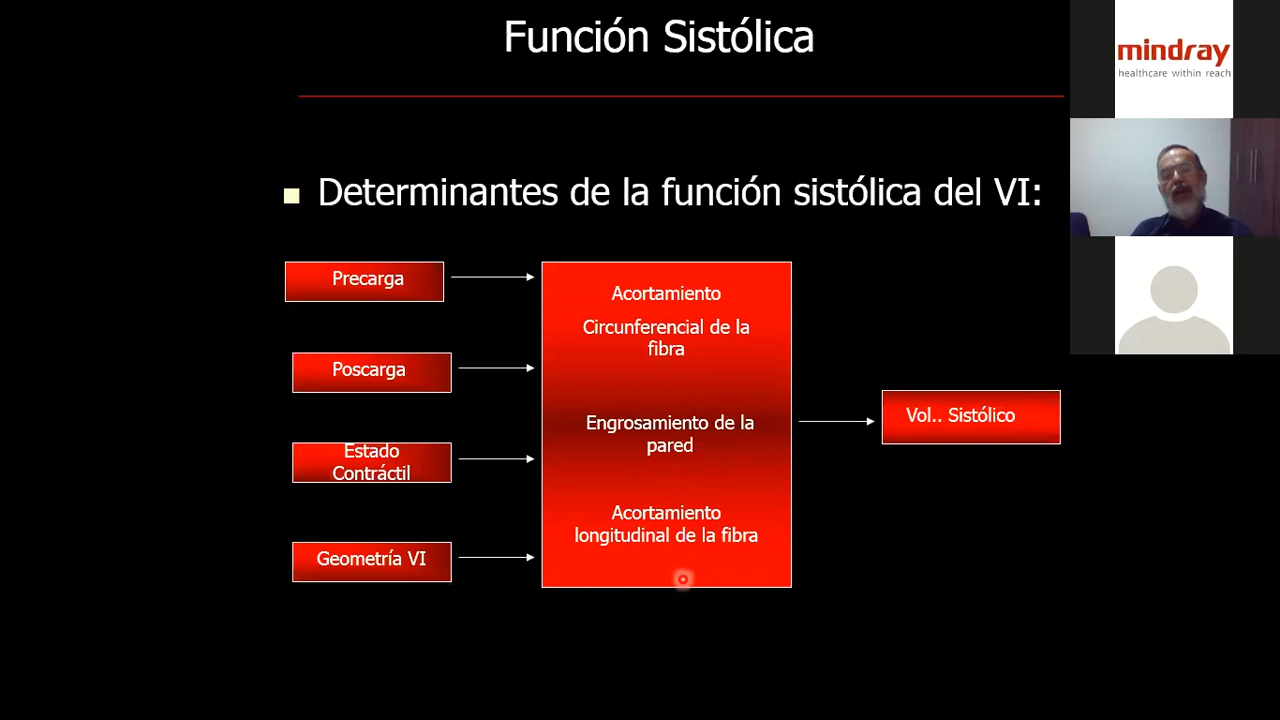 Función Sistólica
mindray
healthcare within reach
Determinantes de la función sistólica del VI:
Precarga
Poscarga
Estado
Contráctil
Geometría VI
Acortamiento
Circunferencial de la
fibra
Engrosamiento de la
pared
Acortamiento
longitudinal de la fibra
Vol.. Sistólico